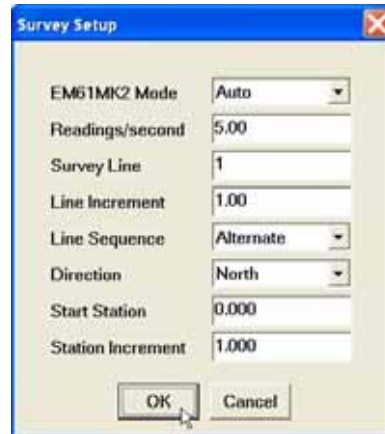 Survey Setup
EM61MK2 Mode Auto
Readings/second 5.00
Survey Line 1
Line Increment 1.00
Line Sequence Alternate
Direction North
Start Station 0.000
Station Increment 1.000
OK Cancel